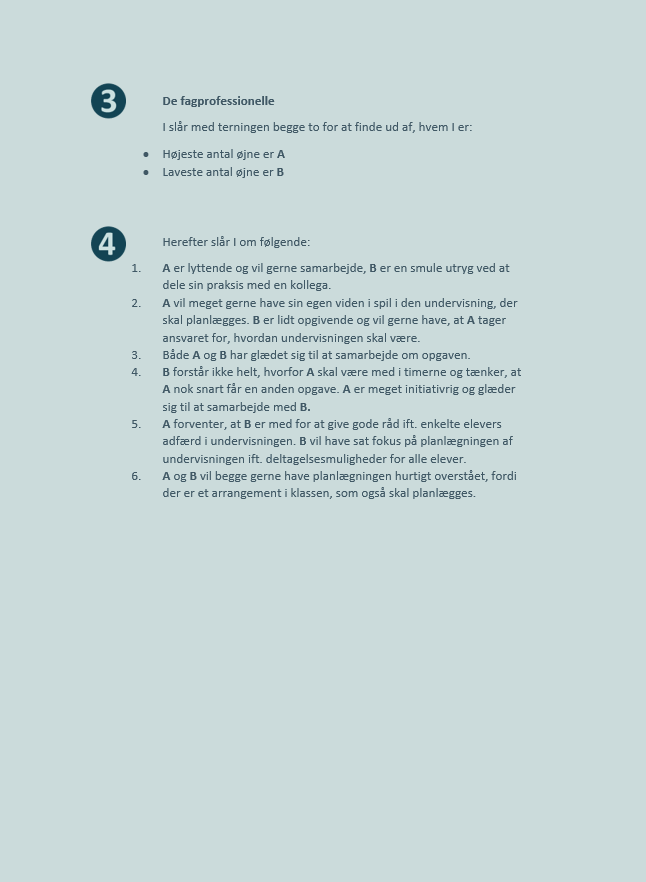 3 De fagprofessionelle
I slår med terningen begge to for at finde ud af, hvem I er:
• Højeste antal øjne er A
• Laveste antal øjne er B
4 Herefter slår I om følgende:
1. A er lyttende og vil gerne samarbejde, B er en smule utryg ved at
dele sin praksis med en kollega.
2. A vil meget gerne have sin egen viden i spil i den undervisning, der
skal planlægges. B er lidt opgivende og vil gerne have, at A tager
ansvaret for, hvordan undervisningen skal være.
3. Både A og B har glædet sig til at samarbejde om opgaven.
4. B forstår ikke helt, hvorfor A skal være med i timerne og tænker, at
A nok snart får en anden opgave. A er meget initiativrig og glæder
sig til at samarbejde med B.
5. A forventer, at B er med for at give gode råd ift. enkelte elevers
adfærd i undervisningen. B vil have sat fokus på planlægningen af
undervisningen ift. deltagelsesmuligheder for alle elever.
6. A og B vil begge gerne have planlægningen hurtigt overstået, fordi
der er et arrangement i klassen, som også skal planlægges.